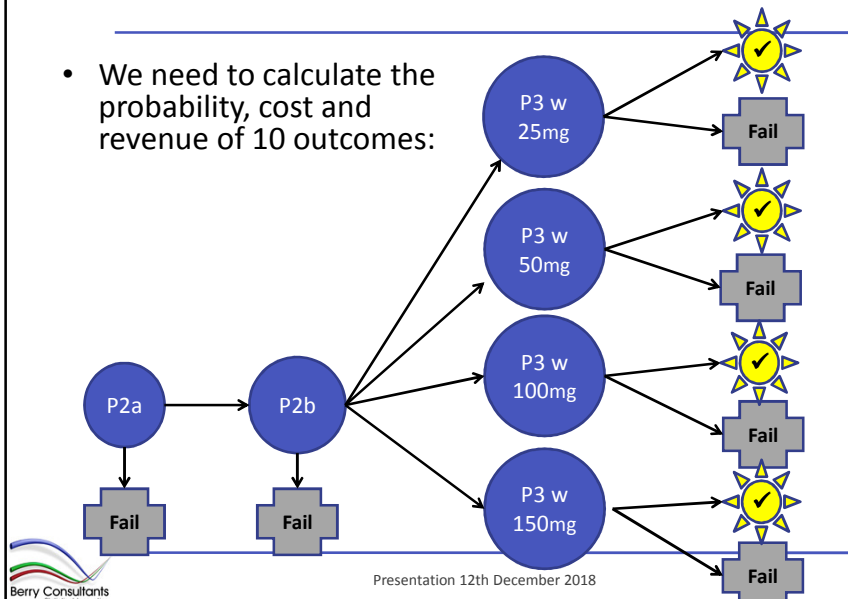 • We need to calculate the
probability, cost and
revenue of 10 outcomes:
P3 w
25mg
✓
Fail
P3 w
50mg
✓
Fail
P3 w
100mg
✓
Fail
P2a
P2b
P3 w
150mg
✓
Fail
Fail
Fail
Berry Consultants
Presentation 12th December 2018